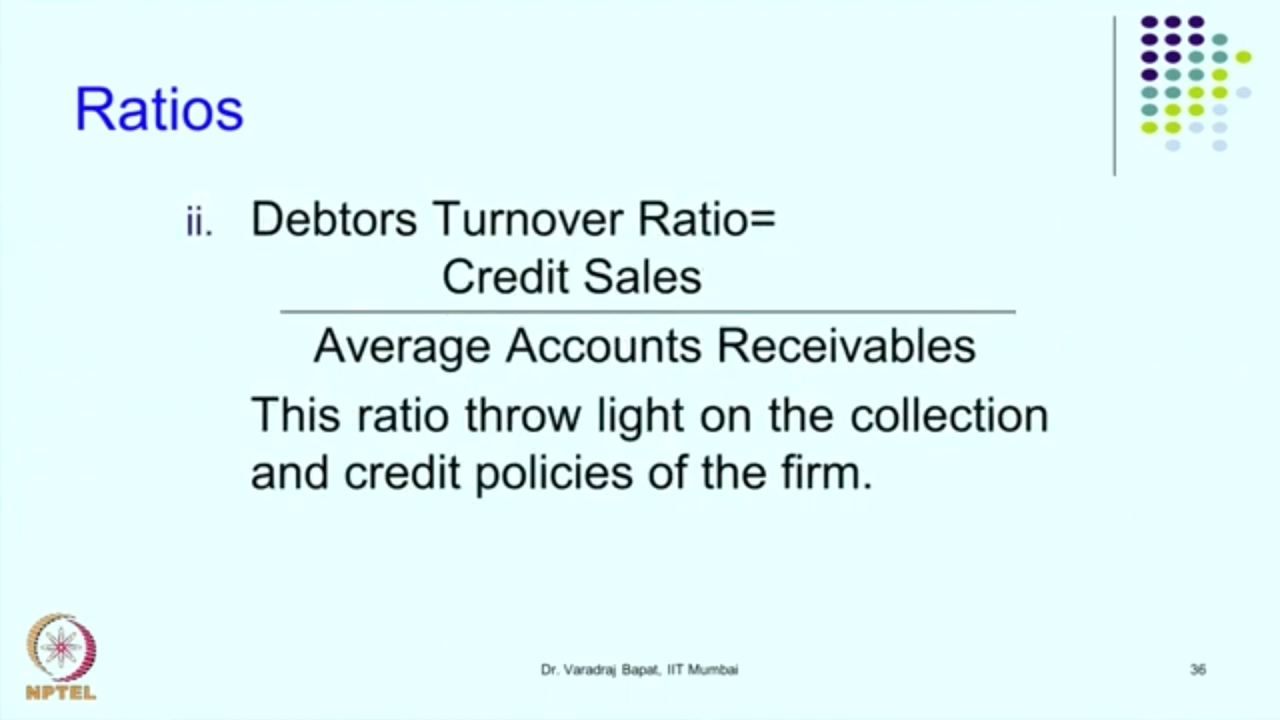 Ratios
ii. Debtors Turnover Ratio=
Credit Sales
Average Accounts Receivables
This ratio throw light on the collection
and credit policies of the firm.
NPTEL
Dr. Varadraj Bapat, IIT Mumbai
36